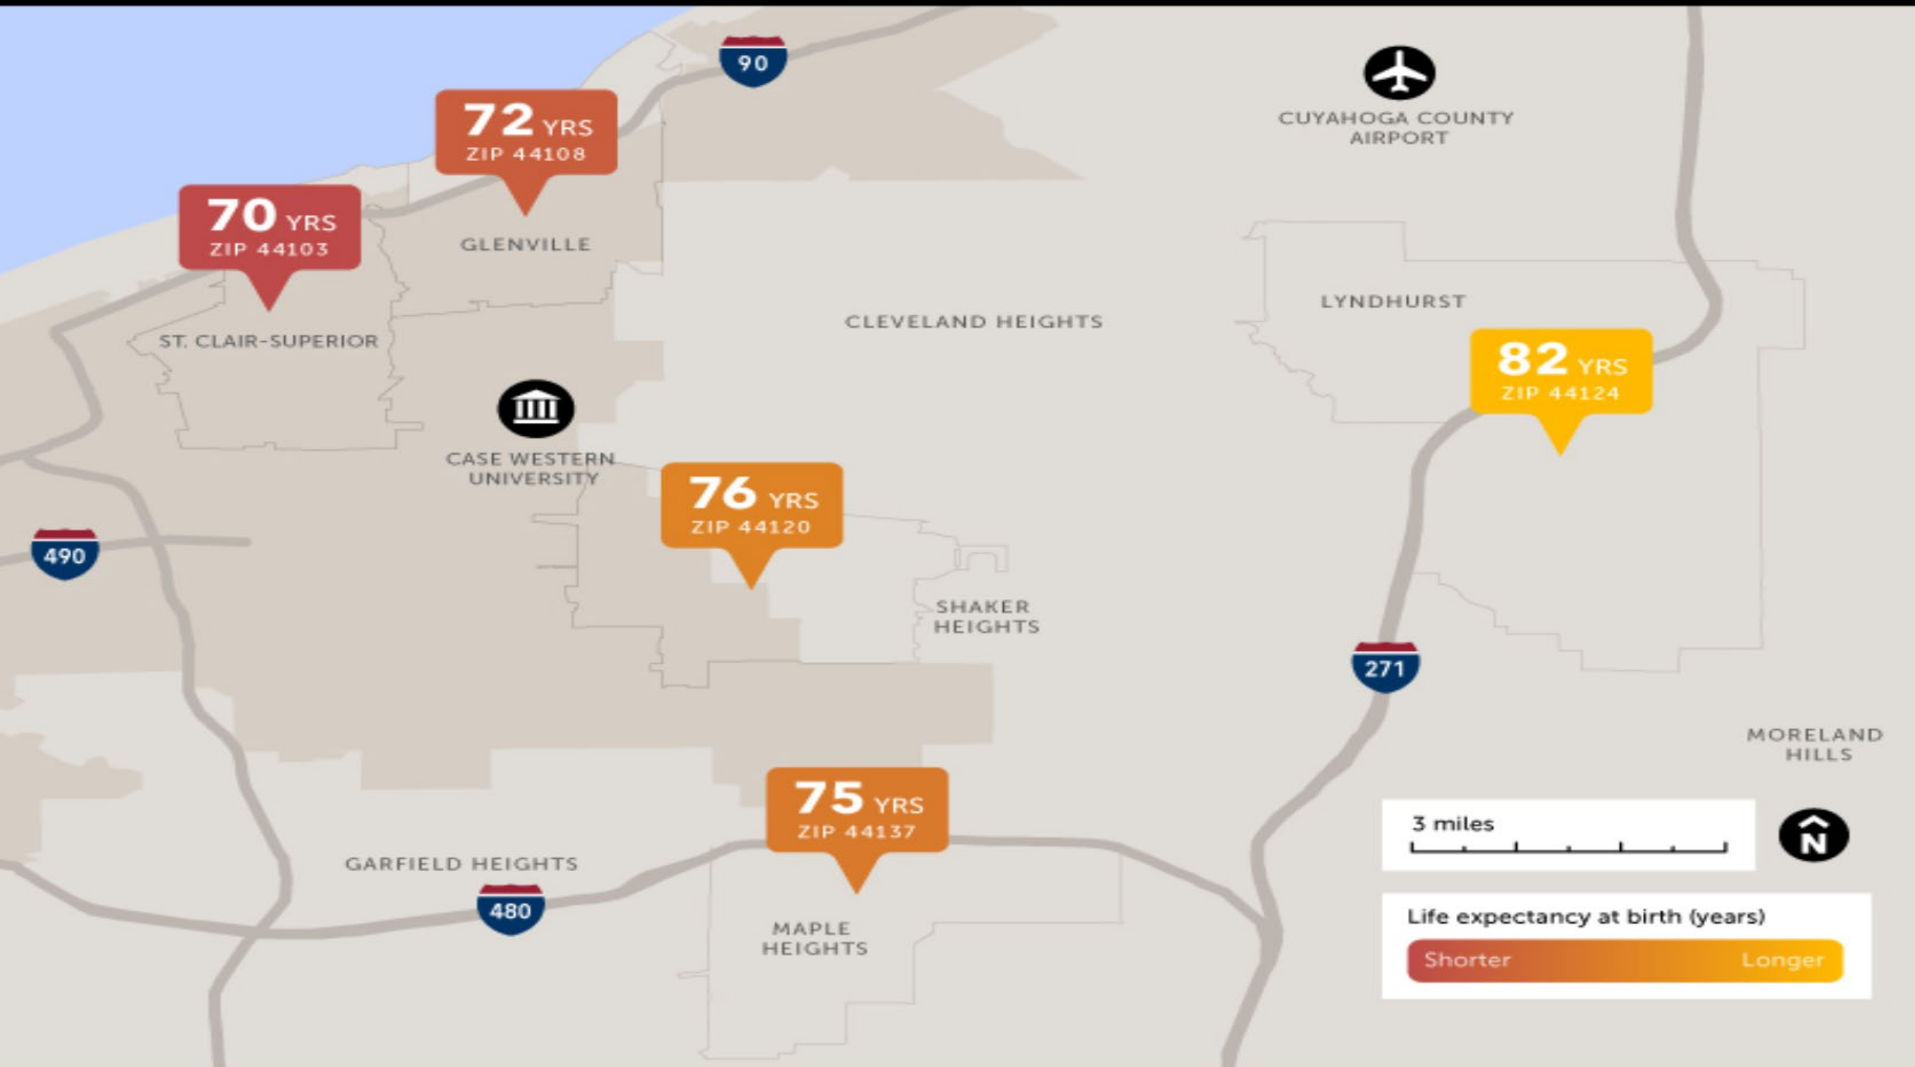 90
72 YRS
ZIP 44108
CUYAHOGA COUNTY
AIRPORT
70 YRS
ZIP 44103
GLENVILLE
LYNDHURST
CLEVELAND HEIGHTS
ST. CLAIR-SUPERIOR
82 YRS
ZIP 44124
CASE WESTERN
UNIVERSITY
76 YRS
ZIP 44120
490
SHAKER
HEIGHTS
271
MORELAND
HILLS
75 YRS
ZIP 44137
3 miles
N
GARFIELD HEIGHTS
480
MAPLE
HEIGHTS
Life expectancy at birth (years)
Shorter Longer